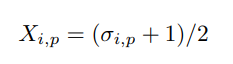 X_{i,p} = (σ_{i,p} + 1)/2